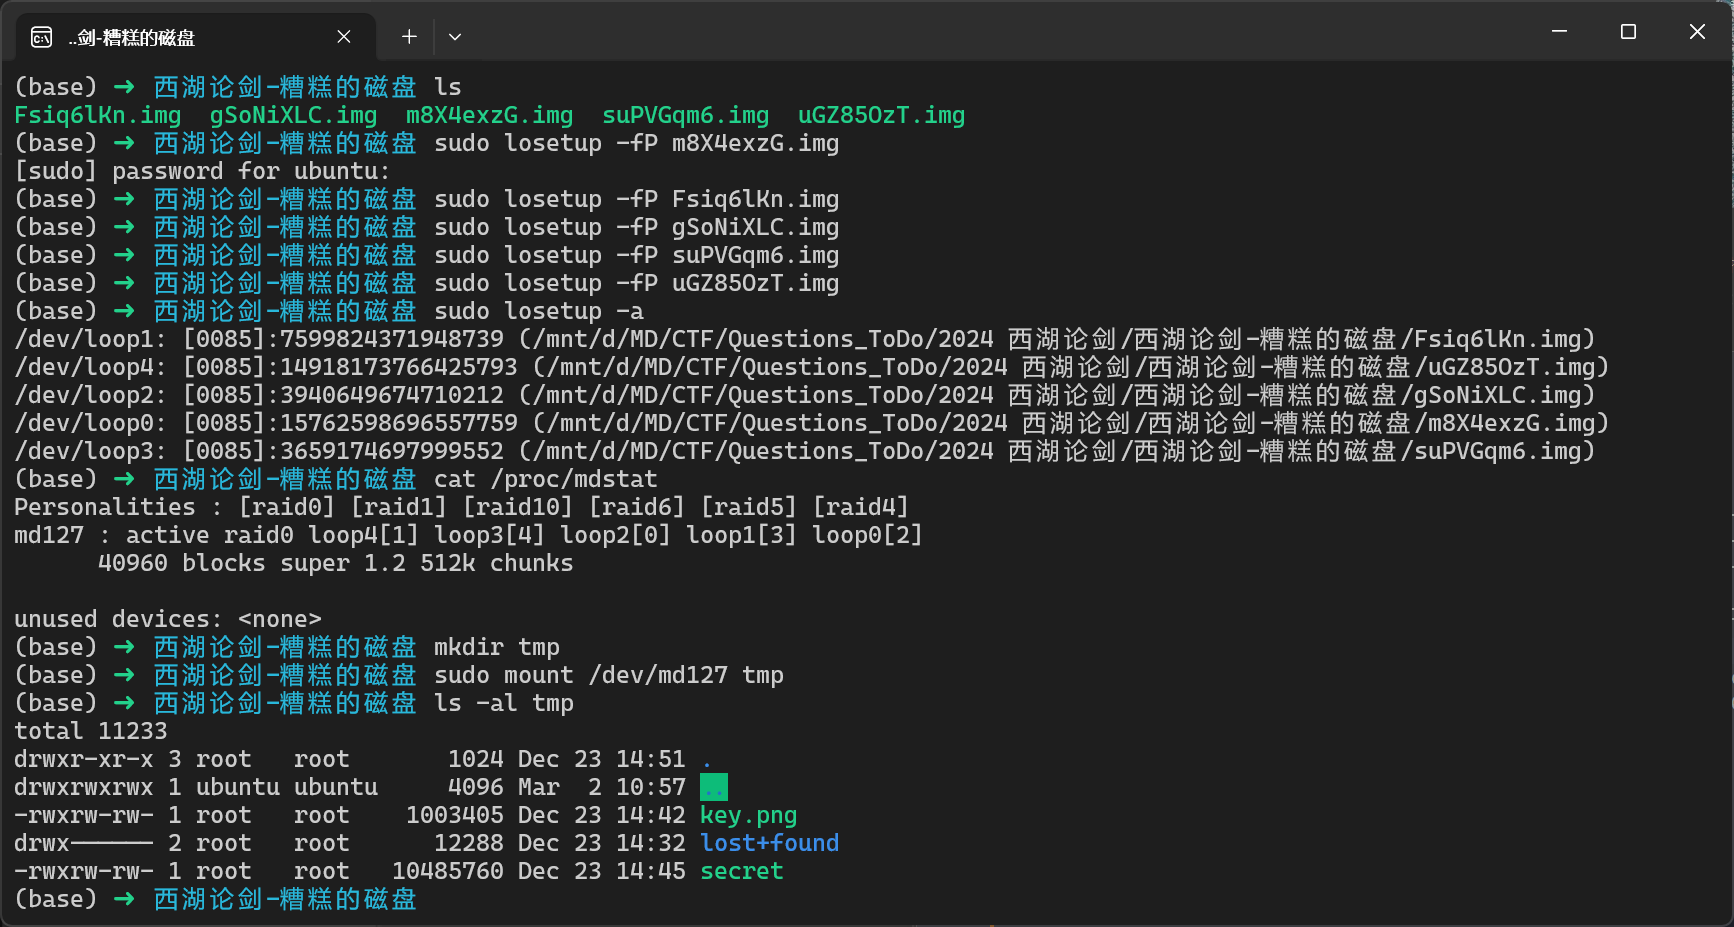 ..剑-糟糕的磁盘
(base) → 西湖论剑-糟糕的磁盘 ls
Fsiq6lKn.img  gSoNiXLC.img  m8X4exzG.img  suPVGqm6.img  uGZ85OzT.img
(base) → 西湖论剑-糟糕的磁盘 sudo losetup -fP m8X4exzG.img
[sudo] password for ubuntu:
(base) → 西湖论剑-糟糕的磁盘 sudo losetup -fP Fsiq6lKn.img
(base) → 西湖论剑-糟糕的磁盘 sudo losetup -fP gSoNiXLC.img
(base) → 西湖论剑-糟糕的磁盘 sudo losetup -fP suPVGqm6.img
(base) → 西湖论剑-糟糕的磁盘 sudo losetup -fP uGZ85OzT.img
(base) → 西湖论剑-糟糕的磁盘 sudo losetup -a
/dev/loop1: [0085]:7599824371948739 (/mnt/d/MD/CTF/Questions_ToDo/2024 西湖论剑/西湖论剑-糟糕的磁盘/Fsiq6lKn.img)
/dev/loop4: [0085]:14918173766425793 (/mnt/d/MD/CTF/Questions_ToDo/2024 西湖论剑/西湖论剑-糟糕的磁盘/uGZ85OzT.img)
/dev/loop2: [0085]:3940649674710212 (/mnt/d/MD/CTF/Questions_ToDo/2024 西湖论剑/西湖论剑-糟糕的磁盘/gSoNiXLC.img)
/dev/loop0: [0085]:15762598696557759 (/mnt/d/MD/CTF/Questions_ToDo/2024 西湖论剑/西湖论剑-糟糕的磁盘/m8X4exzG.img)
/dev/loop3: [0085]:3659174697999552 (/mnt/d/MD/CTF/Questions_ToDo/2024 西湖论剑/西湖论剑-糟糕的磁盘/suPVGqm6.img)
(base) → 西湖论剑-糟糕的磁盘 cat /proc/mdstat
Personalities : [raid0] [raid1] [raid10] [raid6] [raid5] [raid4]
md127 : active raid0 loop4[1] loop3[4] loop2[0] loop1[3] loop0[2]
      40960 blocks super 1.2 512k chunks
unused devices: <none>
(base) → 西湖论剑-糟糕的磁盘 mkdir tmp
(base) → 西湖论剑-糟糕的磁盘 sudo mount /dev/md127 tmp
(base) → 西湖论剑-糟糕的磁盘 ls -al tmp
total 11233
drwxr-xr-x 3 root   root       1024 Dec 23 14:51 .
drwxrwxrwx 1 ubuntu ubuntu     4096 Mar  2 10:57 ..
-rwxrw-rw- 1 root   root    1003405 Dec 23 14:42 key.png
drwx------ 2 root   root      12288 Dec 23 14:32 lost+found
-rwxrw-rw- 1 root   root   10485760 Dec 23 14:45 secret
(base) → 西湖论剑-糟糕的磁盘